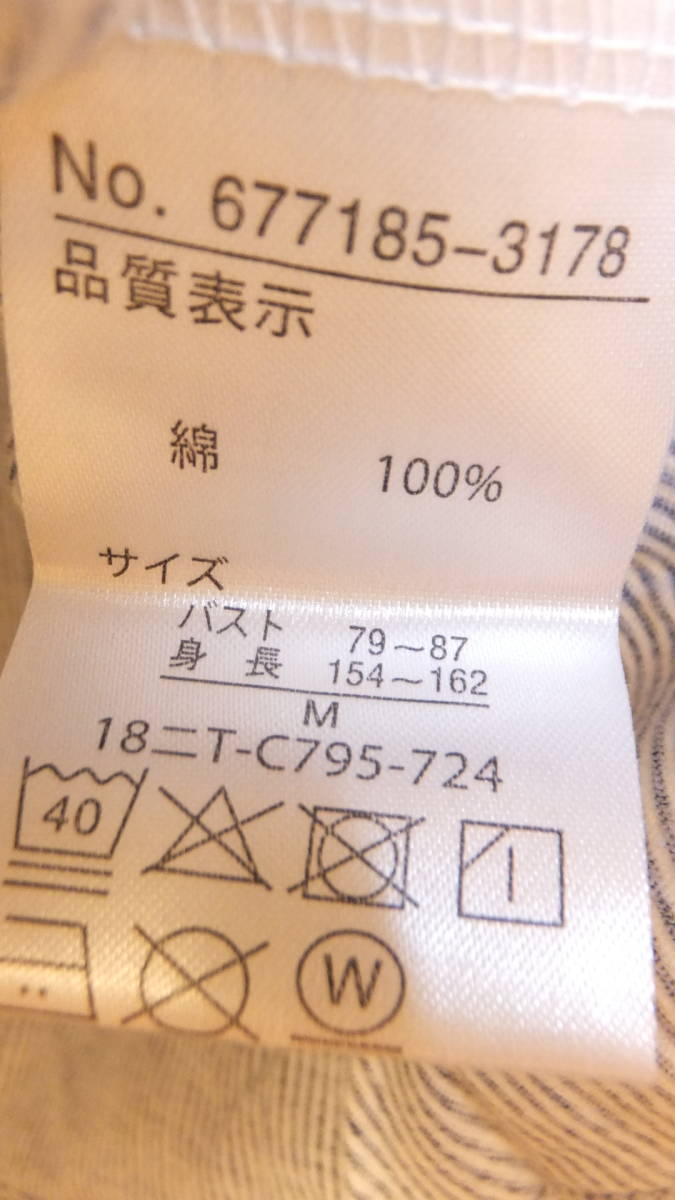 No. 677185-3178
品質表示
綿 100%
サイズ
バスト 79～87
身長 154～162
M
18二T-C795-724
40
W